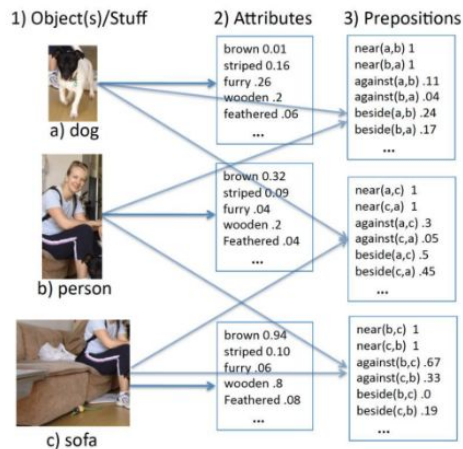 1) Object(s)/Stuff
2) Attributes
3) Prepositions
a) dog
brown 0.01
striped 0.16
furry .26
wooden .2
feathered .06
...
near(a,b) 1
near(b,a) 1
against(a,b) .11
against(b,a) .04
beside(a,b) .24
beside(b,a) .17
...
b) person
brown 0.32
striped 0.09
furry .04
wooden .2
Feathered .04
...
near(a,c) 1
near(c,a) 1
against(a,c) .3
against(c,a) .05
beside(a,c) .5
beside(c,a) .45
...
c) sofa
brown 0.94
striped 0.10
furry .06
wooden .8
Feathered .08
...
near(b,c) 1
near(c,b) 1
against(b,c) .67
against(c,b) .33
beside(b,c) .0
beside(c,b) .19
...